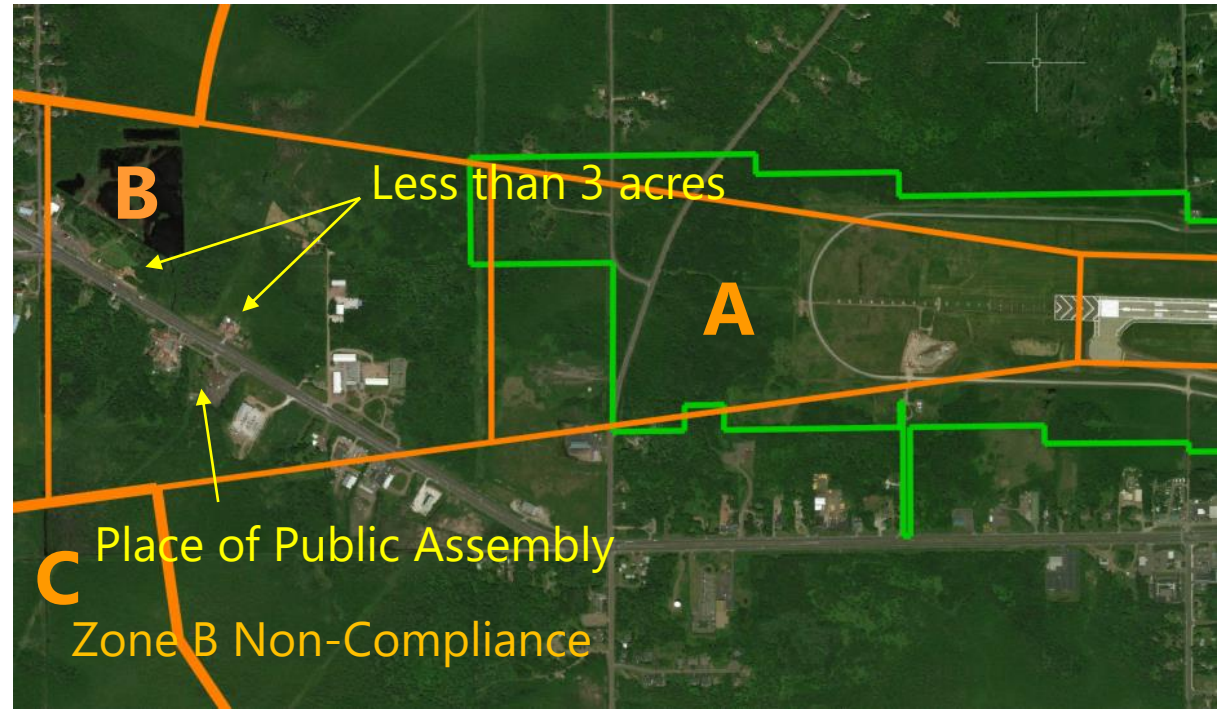 B
Less than 3 acres
A
Place of Public Assembly
C
Zone B Non-Compliance